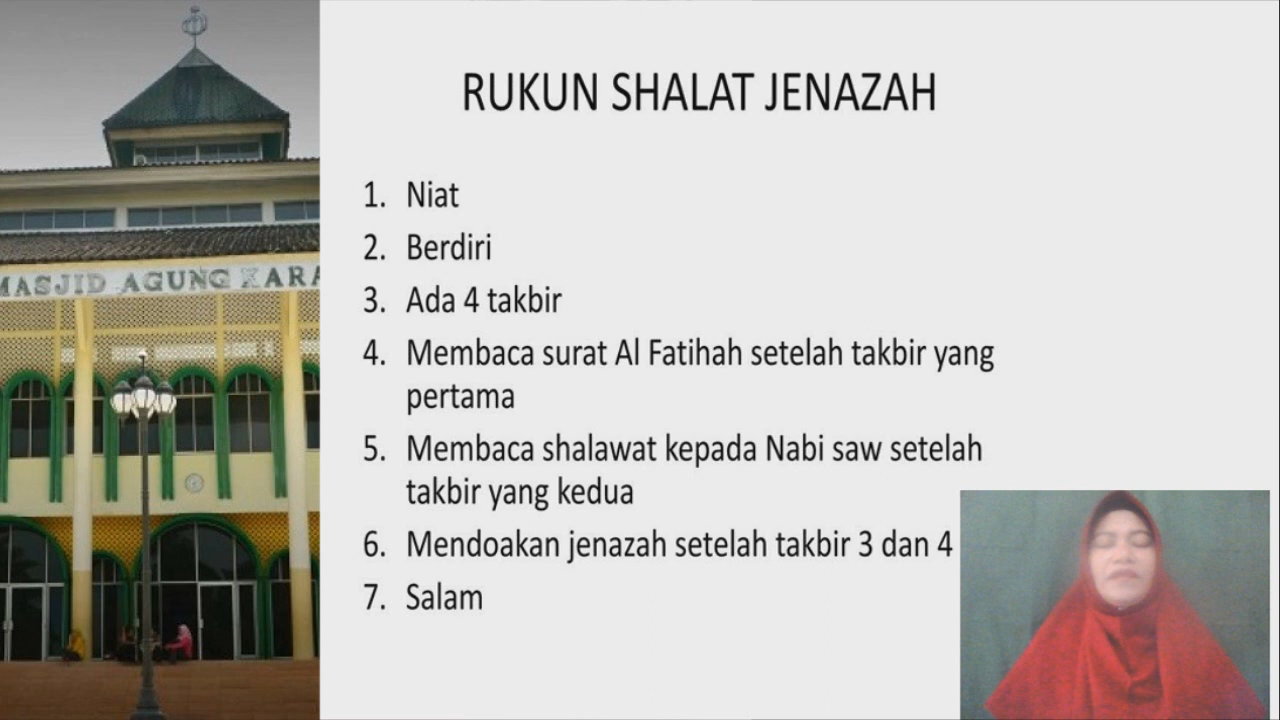 RUKUN SHALAT JENAZAH
MASJID AGUNG KARA
1. Niat
2. Berdiri
3. Ada 4 takbir
4. Membaca surat Al Fatihah setelah takbir yang
pertama
5. Membaca shalawat kepada Nabi saw setelah
takbir yang kedua
6. Mendoakan jenazah setelah takbir 3 dan 4
7. Salam